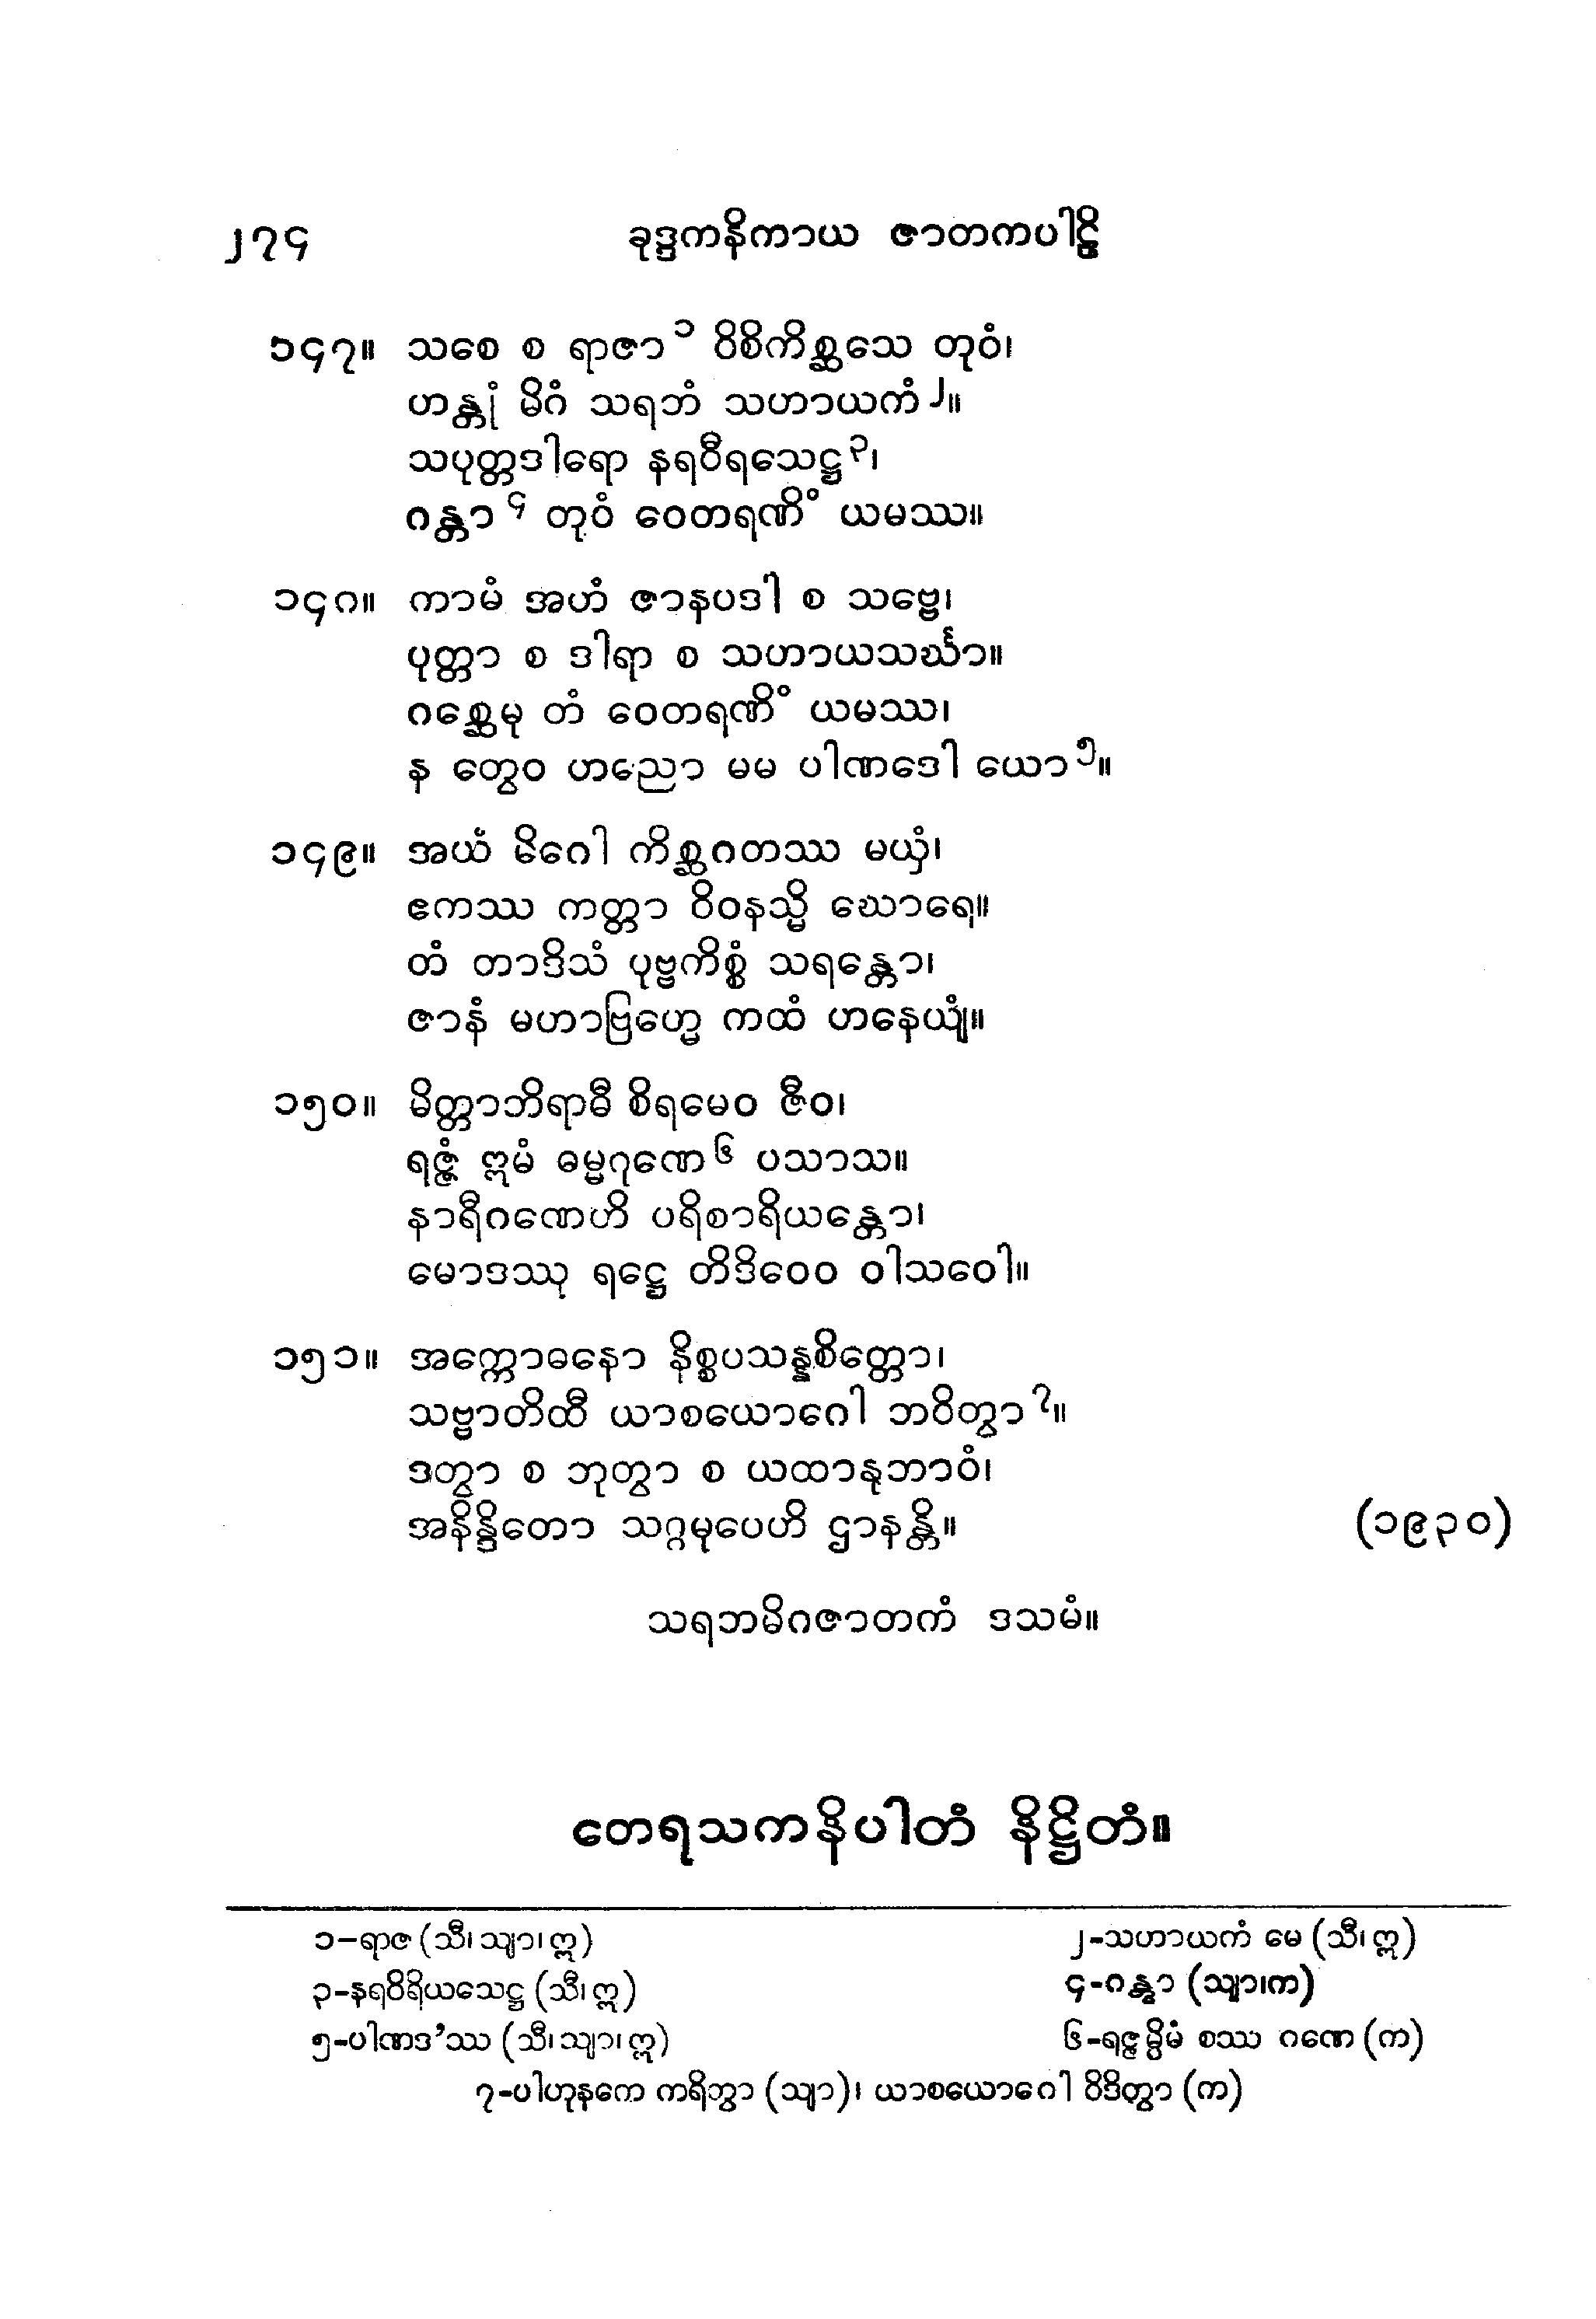 ၂၇၄ ခုဒ္ဒကနိကာယ ဇာတကပါဠိ
၁၄၇။ သစေ စ ရာဇာ ၁ ဝိစိကိစ္ဆသေ တုဝံ၊
ဟန္တုံ မိဂံ သရဘံ သဟာယကံ ၂။
သပုတ္တဒါရော နရဝီရသေဋ္ဌ ၃၊
ဂန္တာ ၄ တုဝံ ဝေတရဏိံ ယမဿ။
၁၄၈။ ကာမံ အဟံ ဇာနပဒါ စ သဗ္ဗေ၊
ပုတ္တာ စ ဒါရာ စ သဟာယသင်္ဃာ။
ဂစ္ဆေမု တံ ဝေတရဏိံ ယမဿ၊
န တွေဝ ဟညော မမ ပါဏဒေါ ယော ၅။
၁၄၉။ အယံ မိဂေါ ကိစ္ဆဂတဿ မယှံ၊
ဧကဿ ကတ္တာ ဝိဝနသ္မိ ဃောရေ။
တံ တာဒိသံ ပုဗ္ဗကိစ္စံ သရန္တော၊
ဇာနံ မဟာဗြဟ္မေ ကထံ ဟနေယျံ။
၁၅၀။ မိတ္တာဘိရာဓီ စိရမေဝ ဇီဝ၊
ရဇ္ဇံ ဣမံ ဓမ္မဂုဏေ ၆ ပသာသ။
နာရီဂဏေဟိ ပရိစာရိယန္တော၊
မောဒဿု ရဋ္ဌေ တိဒိဝေဝ ဝါသဝေါ။
၁၅၁။ အက္ကောဓနော နိစ္စပသန္နစိတ္တော၊
သဗ္ဗာတိထီ ယာစယောဂေါ ဘဝိတွာ ၇။
ဒတွာ စ ဘုတွာ စ ယထာနုဘာဝံ၊
အနိန္ဒိတော သဂ္ဂမုပေဟိ ဌာနန္တိ။ (၁၉၃၀)
သရဘမိဂဇာတကံ ဒသမံ။
တေရသကနိပါတံ နိဋ္ဌိတံ။
၁-ရာဇ (သီ၊ သျာ၊ ဣ) ၂-သဟာယကံ မေ (သီ၊ ဣ)
၃-နရဝိရိယသေဋ္ဌ (သီ၊ ဣ) ၄-ဂန္တွာ (သျာ၊က)
၅-ပါဏဒ'ဿ (သီ၊ သျာ၊ ဣ) ၆-ရဇ္ဇမ္ပိမံ စဿ ဂဏေ (က)
၇-ပါဟုနကေ ကရိတွာ (သျာ)၊ ယာစယောဂေါ ဝိဒိတွာ (က)